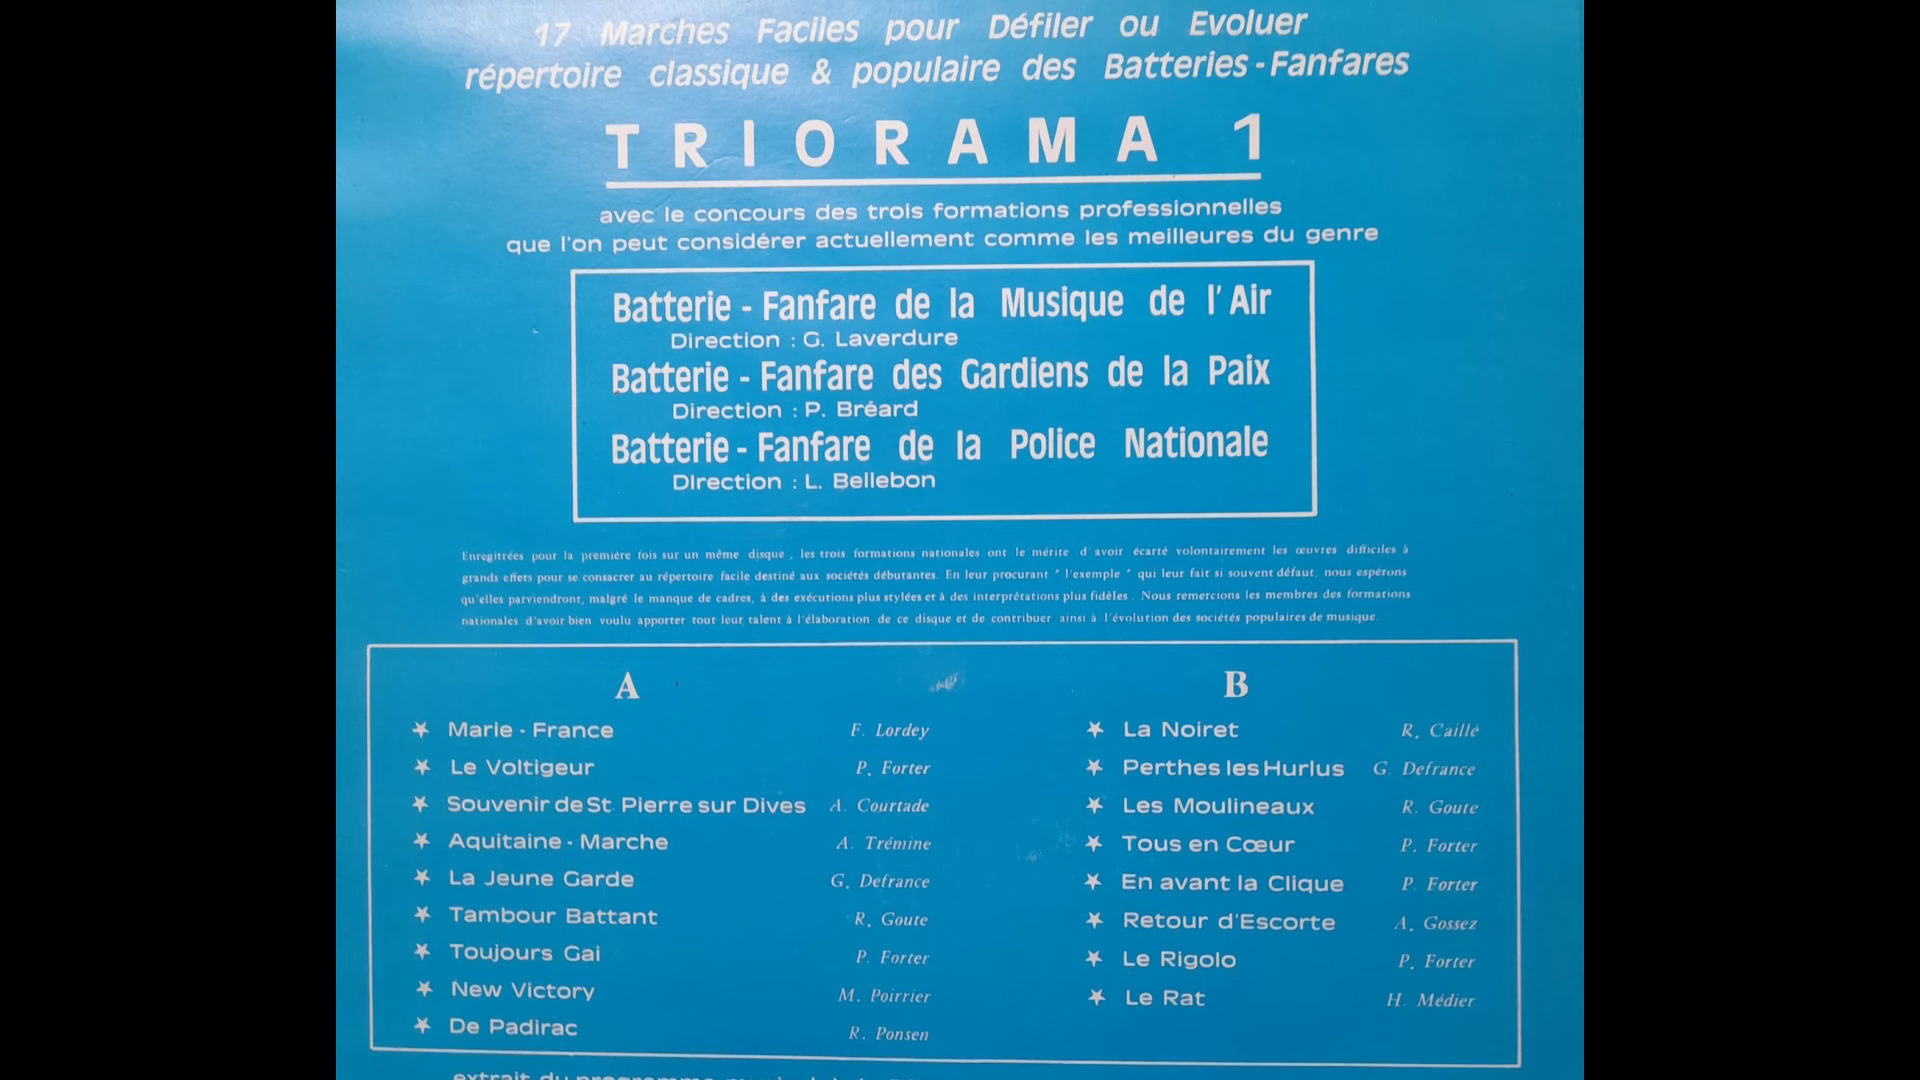 17 Marches Faciles pour Défiler ou Evoluer
répertoire classique & populaire des Batteries-Fanfares
TRIORAMA 1
avec le concours des trois formations professionnelles
que l'on peut considérer actuellement comme les meilleures du genre
Batterie - Fanfare de la Musique de l'Air
Direction : G. Laverdure
Batterie - Fanfare des Gardiens de la Paix
Direction : P. Bréard
Batterie - Fanfare de la Police Nationale
DIrection : L. Bellebon
Enregitrées pour la première fois sur un même disque , les trois formations nationales ont le mérite d'avoir écarté volontairement les œuvres difficiles à
grands effets pour se consacrer au répertoire facile destiné aux sociétés débutantes. En leur procurant " l'exemple " qui leur fait si souvent défaut, nous espérons
qu'elles parviendront, malgré le manque de cadres, à des exécutions plus stylées et à des interprétations plus fidèles . Nous remercions les membres des formations
nationales d'avoir bien voulu apporter tout leur talent à l'élaboration de ce disque et de contribuer ainsi à l'évolution des sociétés populaires de musique.
A
★ Marie - France F. Lordey
★ Le Voltigeur P. Forter
★ Souvenir de St. Pierre sur Dives A. Courtade
★ Aquitaine - Marche A. Trémine
★ La Jeune Garde G. Defrance
★ Tambour Battant R. Goute
★ Toujours Gai P. Forter
★ New Victory M. Poirrier
★ De Padirac R. Ponsen
B
★ La Noiret R. Caillé
★ Perthes les Hurlus G. Defrance
★ Les Moulineaux R. Goute
★ Tous en Cœur P. Forter
★ En avant la Clique P. Forter
★ Retour d'Escorte A. Gossez
★ Le Rigolo P. Forter
★ Le Rat H. Médier
extrait du programme